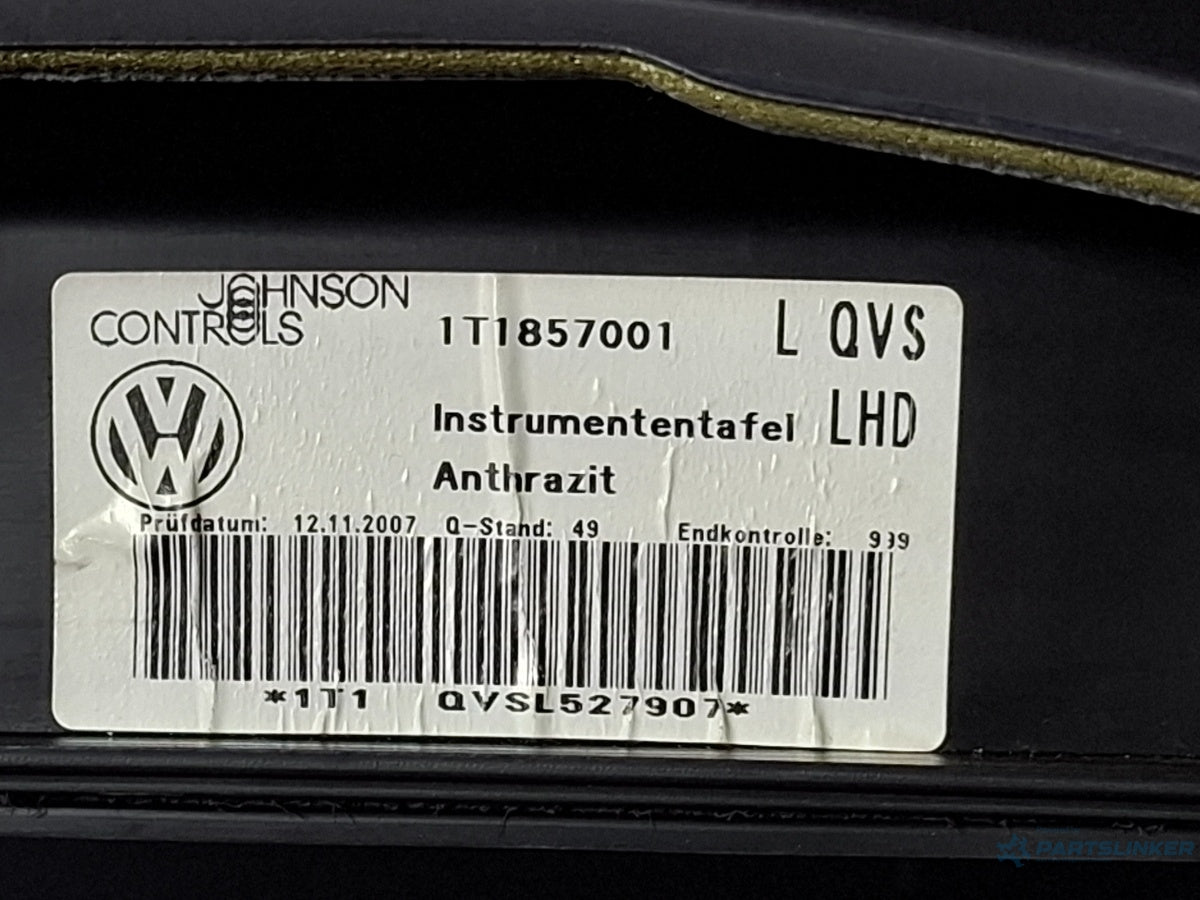 JOHNSON
CONTROLS
1T1857001 L QVS
Instrumententafel LHD
Anthrazit
Prüfdatum: 12.11.2007 Q-Stand: 49 Endkontrolle: 999
*1T1 QVSL527907*
PARTSLINKER